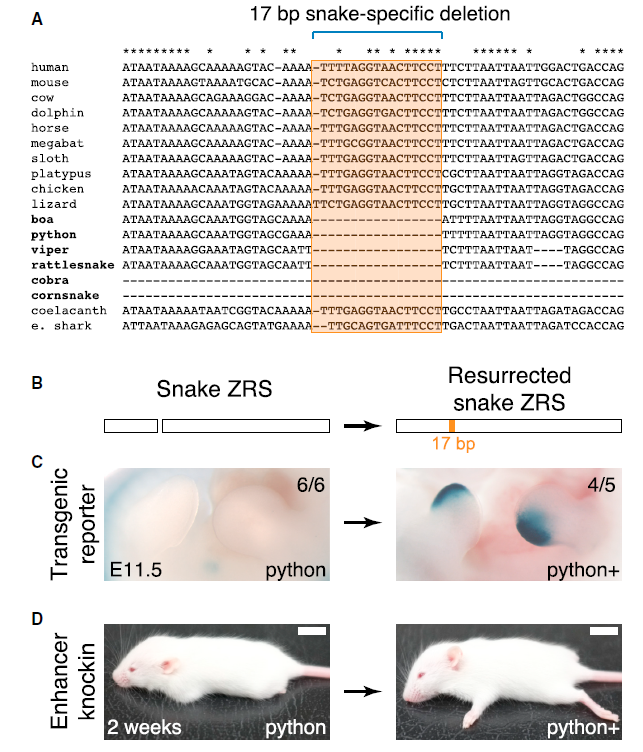 A
17 bp snake-specific deletion
********* * * * ** * ** * ***** ****** * * ****
human ATAATAAAAGCAAAAAGTAC-AAAA-TTTTAGGTAACTTCCTTTCTTAATTAATTGGACTGACCAG
mouse ATAATAAAAGTAAAATGCAC-AAAA-TCTGAGGTCACTTCCTCTCTTAATTAGTTGCACTGACCAG
cow ATAATAAAAGCAGAAAGGAC-AAAA-TCTGAGGTAACTTCCTTTCTTAATTAATTAGACTGGCCAG
dolphin ATAATAAAAGCAAAAAGTAC-AAAA-TCTGAGGTGACTTCCTTTCTTAATTAATTAGACTGGCCAG
horse ATAATAAAAGCAAAAAGTAC-AAAA-TTTGAGGTAACTTCCTTTCTTAATTAATTAGACTGACCAG
megabat ATAATAAAAGCAAAAAGTAC-AAAA-TTTGCGGTAACTTCCTTTCTTAATTAATTAGACTGACCAG
sloth ATAATAAAAGCAAAAAGTAC-AAAA-TCTGAGGTAACTTCCTTTCTTAATTAGTTAGACTGACCAG
platypus ATAATAAAAGCAAATAGTACAAAAA-TTTGAGGTAACTTCCTCGCTTAATTAATTAGGTAGACCAG
chicken ATAATAAAAACAAATAGTACAAAAA-TTTGAGGTAACTTCCTTGCTTAATTAATTAGGTAGACCAG
lizard ATAATAAAAGCAAATGGTAGAAAAATTCTGAGGTAACTTCCTTGCTTAATTAATTAGGTAGGCCAG
boa ATAATAAAAGCAAATGGTAGCAAAA-----------------ATTTTAATTAATTAGGTAGGCCAG
python ATAATAAAAGCAAATGGTAGCGAAA-----------------TTTTTAATTAATTAGGTAGGCCAG
viper ATAATAAAAGGAAATAGTAGCAATT-----------------TCTTTAATTAAT----TAGGCCAG
rattlesnake ATAATAAAAGCAAATGGTAGCAATT-----------------TCTTTAATTAAT----TAGGCCAG
cobra ------------------------------------------------------------------
cornsnake ------------------------------------------------------------------
coelacanth ATAATAAAAATAATCGGTACAAAAA-TTTGAGGTAACTTCCTTGCCTAATTAATTAGATAGACCAG
e. shark ATTAATAAAGAGAGCAGTATGAAAA--TTGCAGTGATTTCCTTGACTAATTAATTAGATCCACCAG
B
Snake ZRS
Resurrected
snake ZRS
17 bp
C
Transgenic
reporter
6/6
E11.5
python
4/5
python+
D
Enhancer
knockin
2 weeks
python
python+